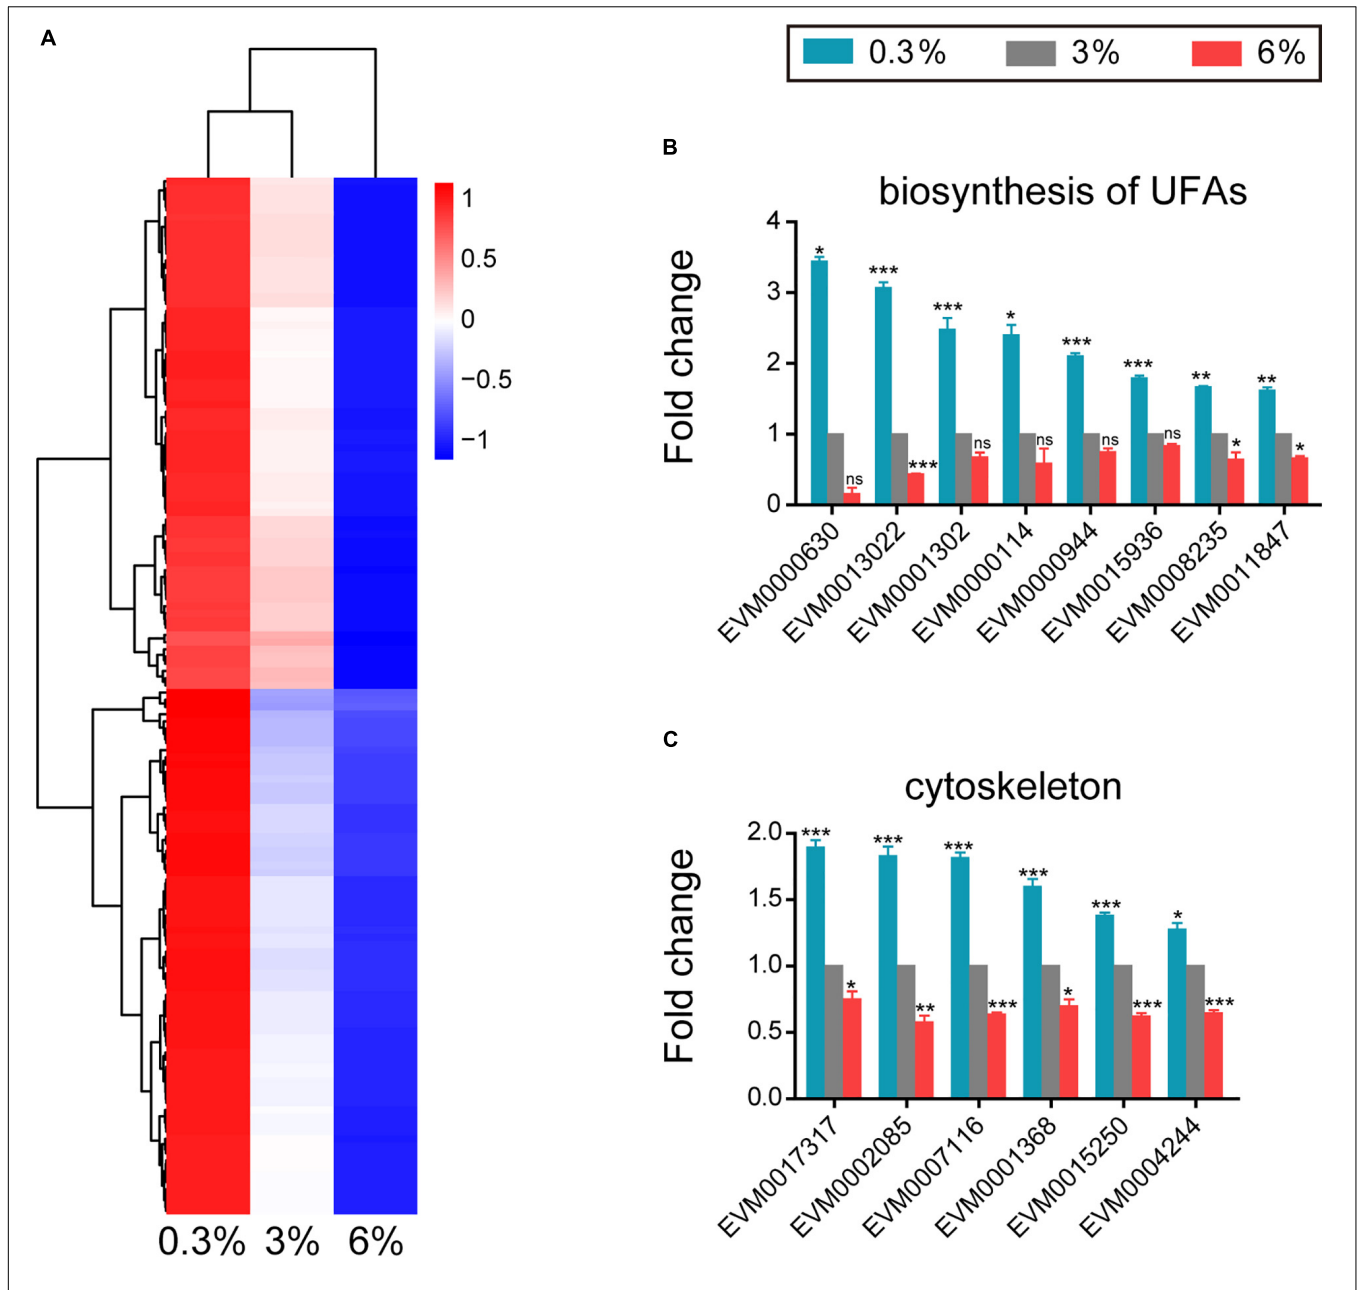 A
0.3% 3% 6%
1
0.5
0
−0.5
−1
0.3% 3% 6%
B
biosynthesis of UFAs
Fold change
4
3
2
1
0
* *** *** * *** *** ** **
ns *** ns ns ns ns * *
EVM0000630
EVM0013022
EVM0001302
EVM0000114
EVM0000944
EVM0015936
EVM0008235
EVM0011847
C
cytoskeleton
Fold change
2.0
1.5
1.0
0.5
0.0
*** *** *** *** *** *
* ** *** * *** ***
EVM0017317
EVM0002085
EVM0007116
EVM0001368
EVM0015250
EVM0004244